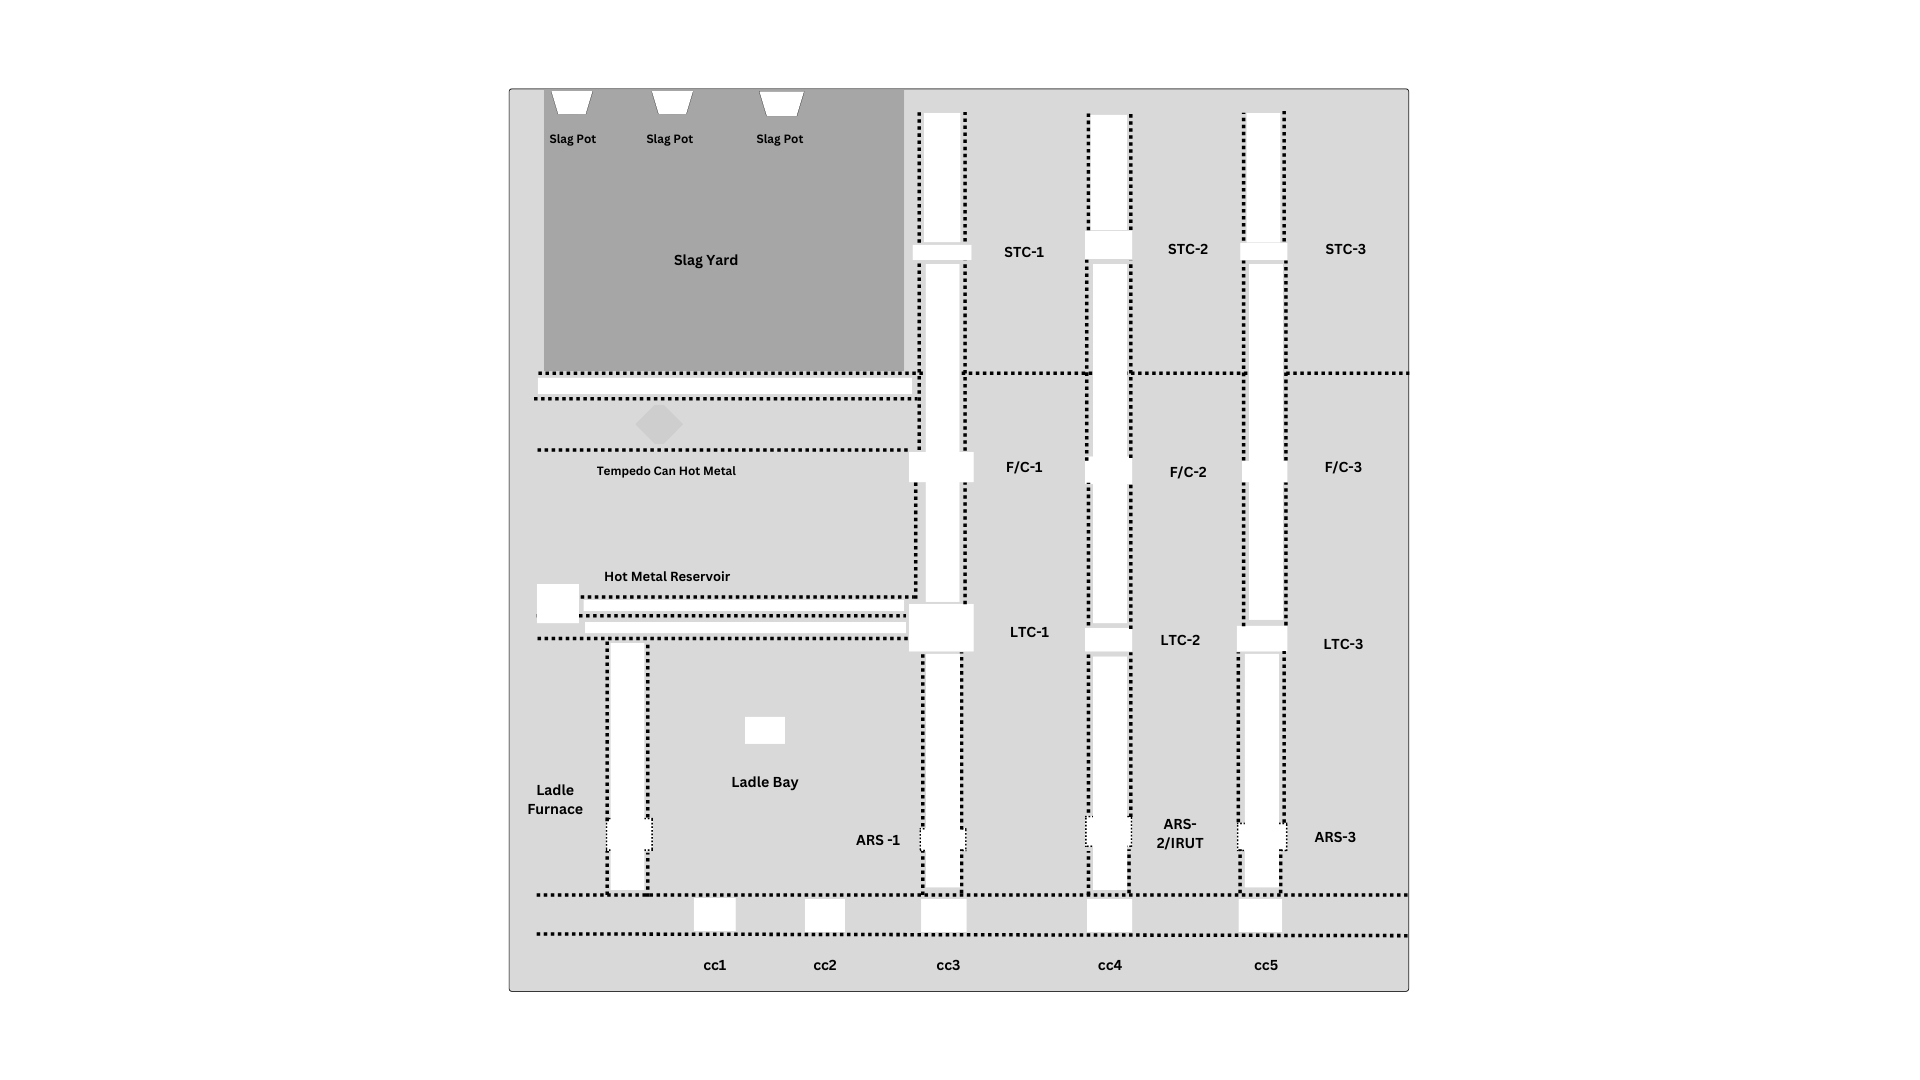 Slag Pot
Slag Pot
Slag Pot
Slag Yard
STC-1
STC-2
STC-3
Tempedo Can Hot Metal
F/C-1
F/C-2
F/C-3
Hot Metal Reservoir
LTC-1
LTC-2
LTC-3
Ladle Bay
Ladle
Furnace
ARS -1
ARS-
2/IRUT
ARS-3
cc1
cc2
cc3
cc4
cc5